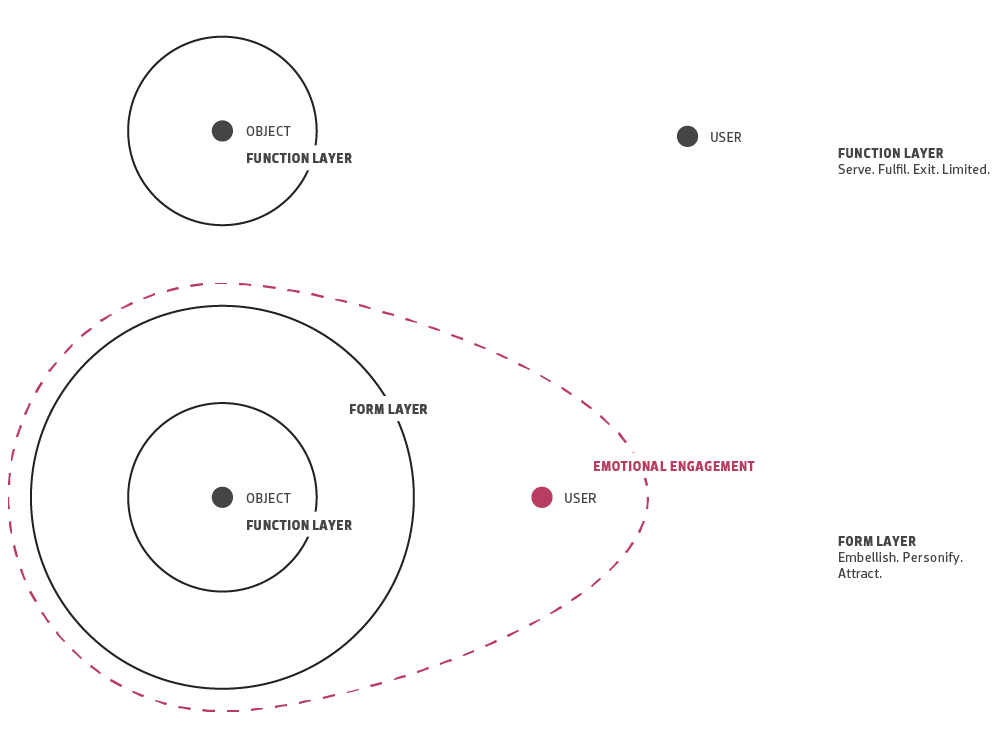 OBJECT
FUNCTION LAYER
USER
FUNCTION LAYER
Serve. Fulfil. Exit. Limited.
FORM LAYER
EMOTIONAL ENGAGEMENT
OBJECT
USER
FUNCTION LAYER
FORM LAYER
Embellish. Personify.
Attract.